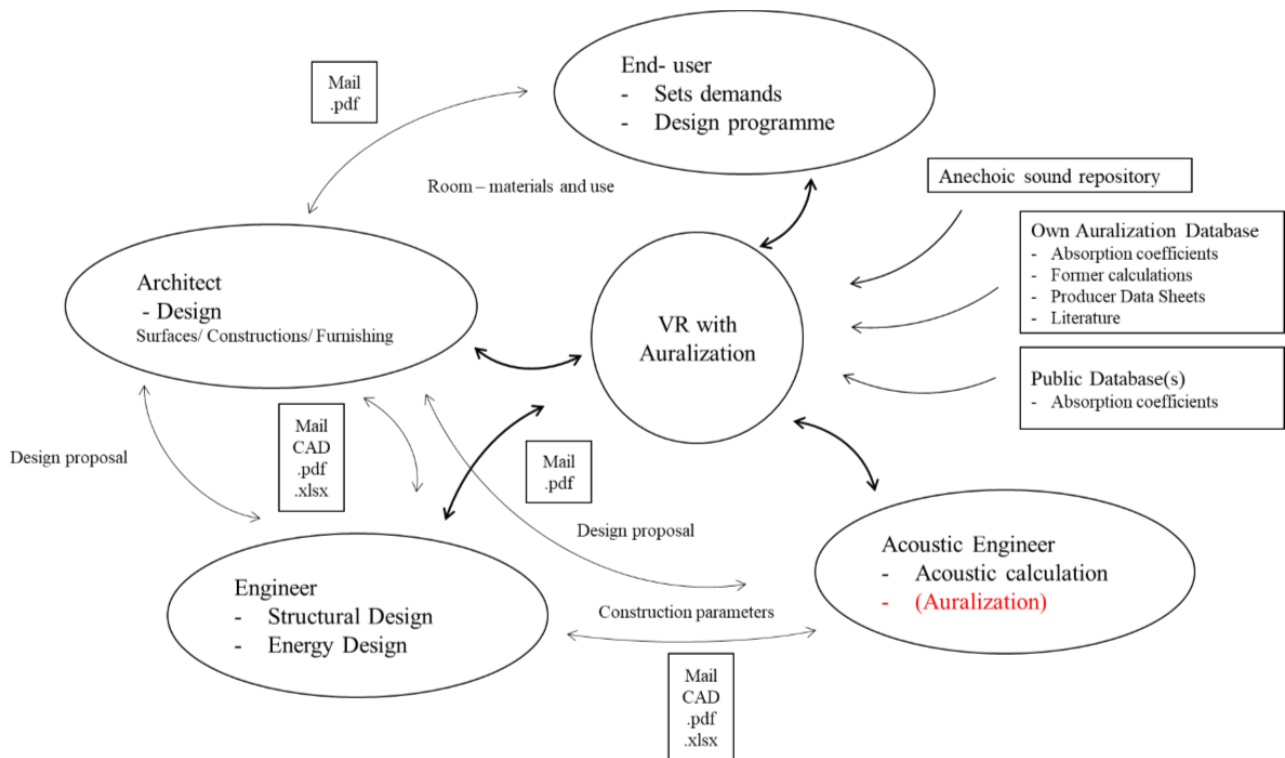 End- user
- Sets demands
- Design programme
Mail
.pdf
Room – materials and use
Anechoic sound repository
Own Auralization Database
- Absorption coefficients
- Former calculations
- Producer Data Sheets
- Literature
Architect
- Design
Surfaces/ Constructions/ Furnishing
VR with
Auralization
Public Database(s)
- Absorption coefficients
Design proposal
Mail
CAD
.pdf
.xlsx
Mail
.pdf
Design proposal
Engineer
- Structural Design
- Energy Design
Construction parameters
Acoustic Engineer
- Acoustic calculation
- (Auralization)
Mail
CAD
.pdf
.xlsx